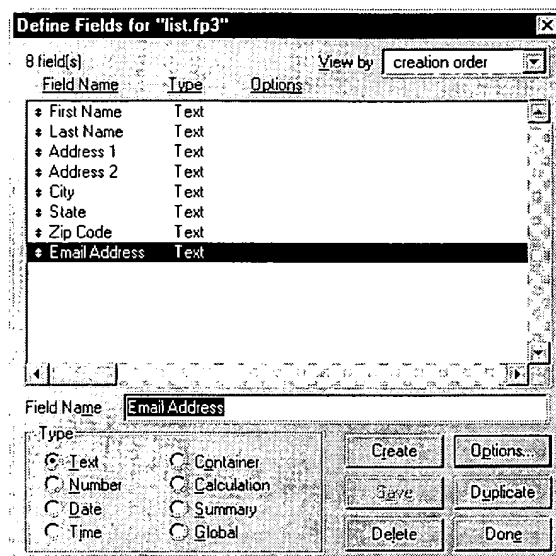 Define Fields for "list.fp3"
8 field(s) View by creation order
Field Name Type Options
First Name Text
Last Name Text
Address 1 Text
Address 2 Text
City Text
State Text
Zip Code Text
Email Address Text
Field Name Email Address
Type
Text Container
Number Calculation
Date Summary
Time Global
Create Options...
Save Duplicate
Delete Done